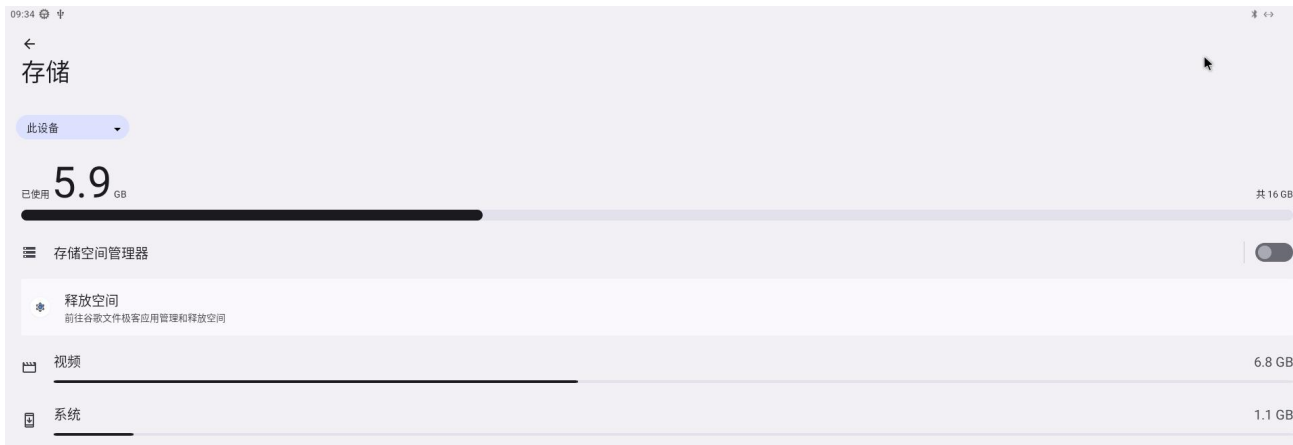 09:34
存储
此设备
已使用 5.9 GB 共 16 GB
存储空间管理器
释放空间
前往谷歌文件极客应用管理和释放空间
视频 6.8 GB
系统 1.1 GB